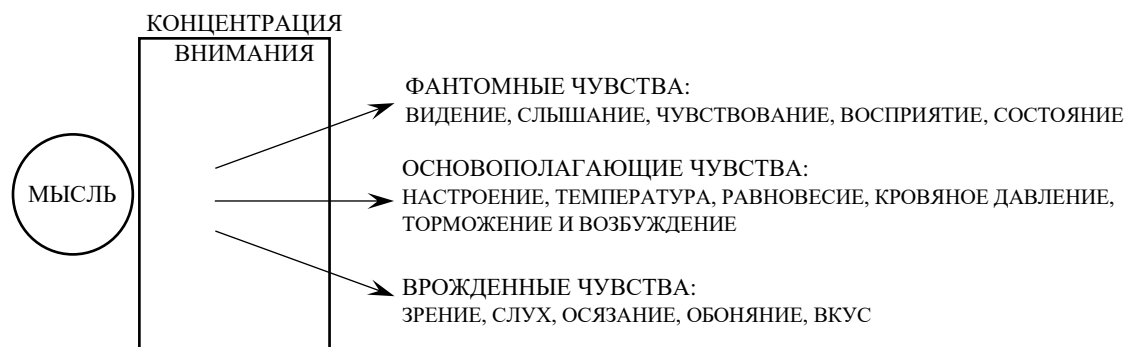 КОНЦЕНТРАЦИЯ
ВНИМАНИЯ
ФАНТОМНЫЕ ЧУВСТВА:
ВИДЕНИЕ, СЛЫШАНИЕ, ЧУВСТВОВАНИЕ, ВОСПРИЯТИЕ, СОСТОЯНИЕ
МЫСЛЬ
ОСНОВОПОЛАГАЮЩИЕ ЧУВСТВА:
НАСТРОЕНИЕ, ТЕМПЕРАТУРА, РАВНОВЕСИЕ, КРОВЯНОЕ ДАВЛЕНИЕ,
ТОРМОЖЕНИЕ И ВОЗБУЖДЕНИЕ
ВРОЖДЕННЫЕ ЧУВСТВА:
ЗРЕНИЕ, СЛУХ, ОСЯЗАНИЕ, ОБОНЯНИЕ, ВКУС